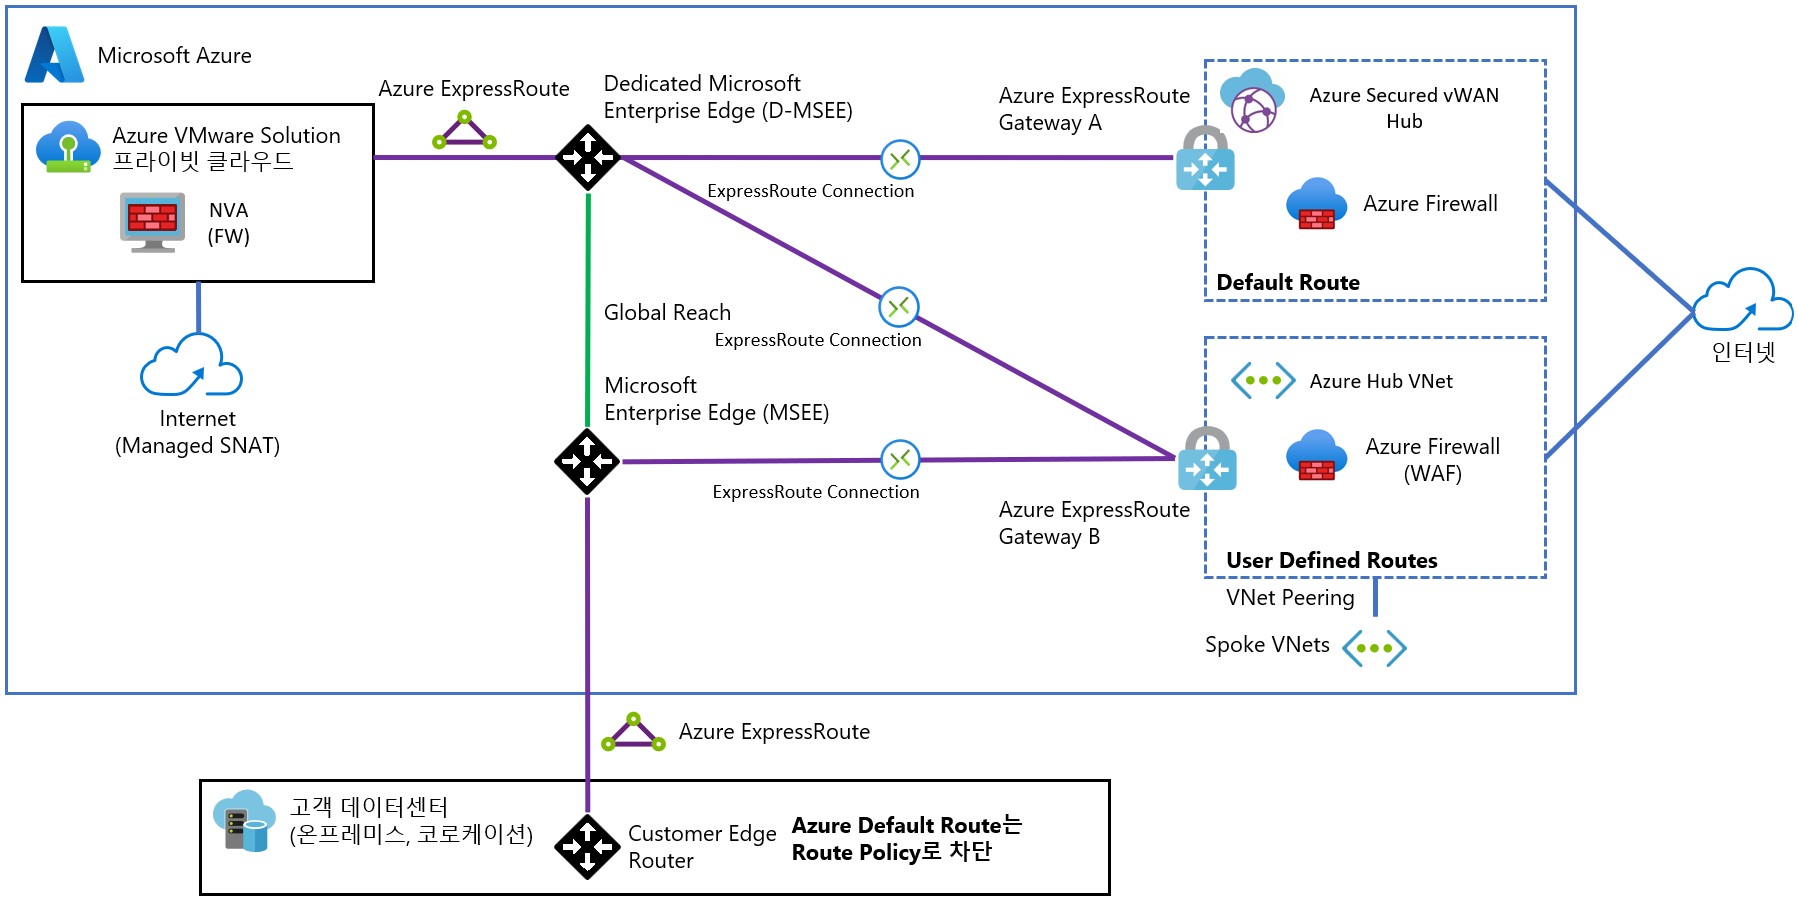 Microsoft Azure
Azure ExpressRoute
Dedicated Microsoft
Enterprise Edge (D-MSEE)
Azure ExpressRoute
Gateway A
Azure Secured vWAN
Hub
Azure VMware Solution
프라이빗 클라우드
NVA
(FW)
ExpressRoute Connection
Azure Firewall
Default Route
Global Reach
ExpressRoute Connection
인터넷
Internet
(Managed SNAT)
Microsoft
Enterprise Edge (MSEE)
Azure Hub VNet
Azure Firewall
(WAF)
ExpressRoute Connection
Azure ExpressRoute
Gateway B
User Defined Routes
VNet Peering
Spoke VNets
Azure ExpressRoute
고객 데이터센터
(온프레미스, 코로케이션)
Customer Edge
Router
Azure Default Route는
Route Policy로 차단